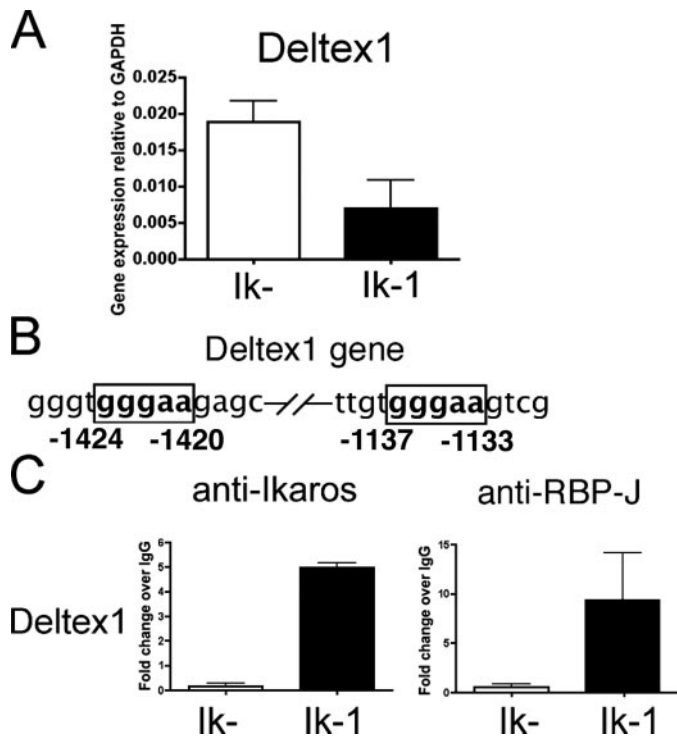 A
Deltex1
Gene expression relative to GAPDH
0.025
0.020
0.015
0.010
0.005
0.000
Ik-
Ik-1
B
Deltex1 gene
gggtgggaagagc ttgtgggaagtcg
-1424 -1420 -1137 -1133
C
anti-Ikaros
anti-RBP-J
Deltex1
Fold change over IgG
6
5
4
3
2
1
0
Ik-
Ik-1
Fold change over IgG
15
10
5
0
Ik-
Ik-1